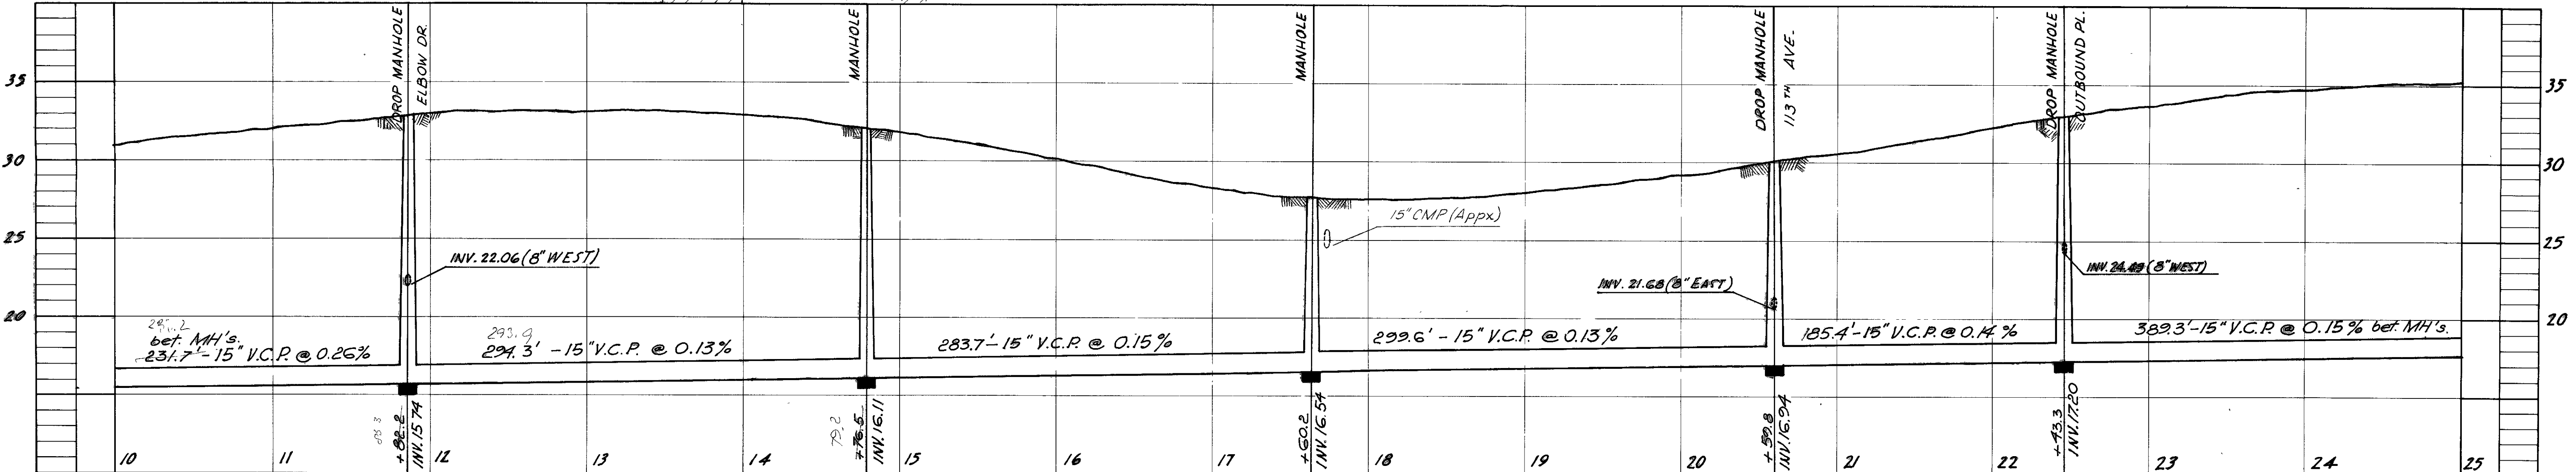 DROP MANHOLE
ELBOW DR.
MANHOLE
MANHOLE
DROP MANHOLE
113 TH AVE.
DROP MANHOLE
OUTBOUND PL.
35
35
30
30
15" CMP (Appx)
25
25
INV. 22.06 (8" WEST)
INV. 21.68 (8" EAST)
INV. 24.49 (8" WEST)
20
20
bet. MH's.
231.7' - 15" V.C.P. @ 0.26%
293.9
294.3' - 15" V.C.P. @ 0.13%
283.7' - 15" V.C.P. @ 0.15%
299.6' - 15" V.C.P. @ 0.13%
185.4' - 15" V.C.P. @ 0.14%
389.3' - 15" V.C.P. @ 0.15% bet. MH's.
+82.2
INV. 15.74
79.2
+76.5
INV. 16.11
+60.2
INV. 16.54
+59.8
INV. 16.94
+43.3
INV. 17.20
10 11 12 13 14 15 16 17 18 19 20 21 22 23 24 25